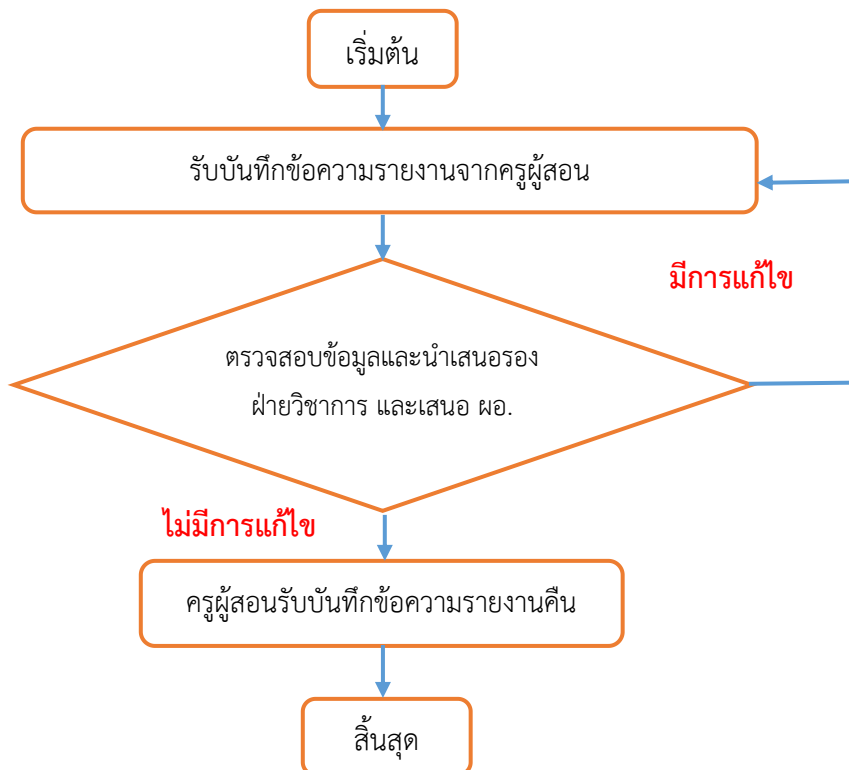 เริ่มต้น
รับบันทึกข้อความรายงานจากครูผู้สอน
มีการแก้ไข
ตรวจสอบข้อมูลและนำเสนอรอง
ฝ่ายวิชาการ และเสนอ ผอ.
ไม่มีการแก้ไข
ครูผู้สอนรับบันทึกข้อความรายงานคืน
สิ้นสุด